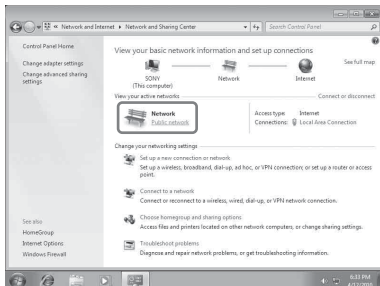 « Network and Internet ▸ Network and Sharing Center
Search Control Panel
Control Panel Home
Change adapter settings
Change advanced sharing
settings
View your basic network information and set up connections
See full map
SONY
(This computer)
Network
Internet
View your active networks
Connect or disconnect
Network
Public network
Access type
Internet
Connections:
Local Area Connection
Change your networking settings
Set up a new connection or network
Set up a wireless, broadband, dial-up, ad hoc, or VPN connection; or set up a router or access
point.
Connect to a network
Connect or reconnect to a wireless, wired, dial-up, or VPN network connection.
Choose homegroup and sharing options
Access files and printers located on other network computers, or change sharing settings.
Troubleshoot problems
Diagnose and repair network problems, or get troubleshooting information.
See also
HomeGroup
Internet Options
Windows Firewall
6:33 PM